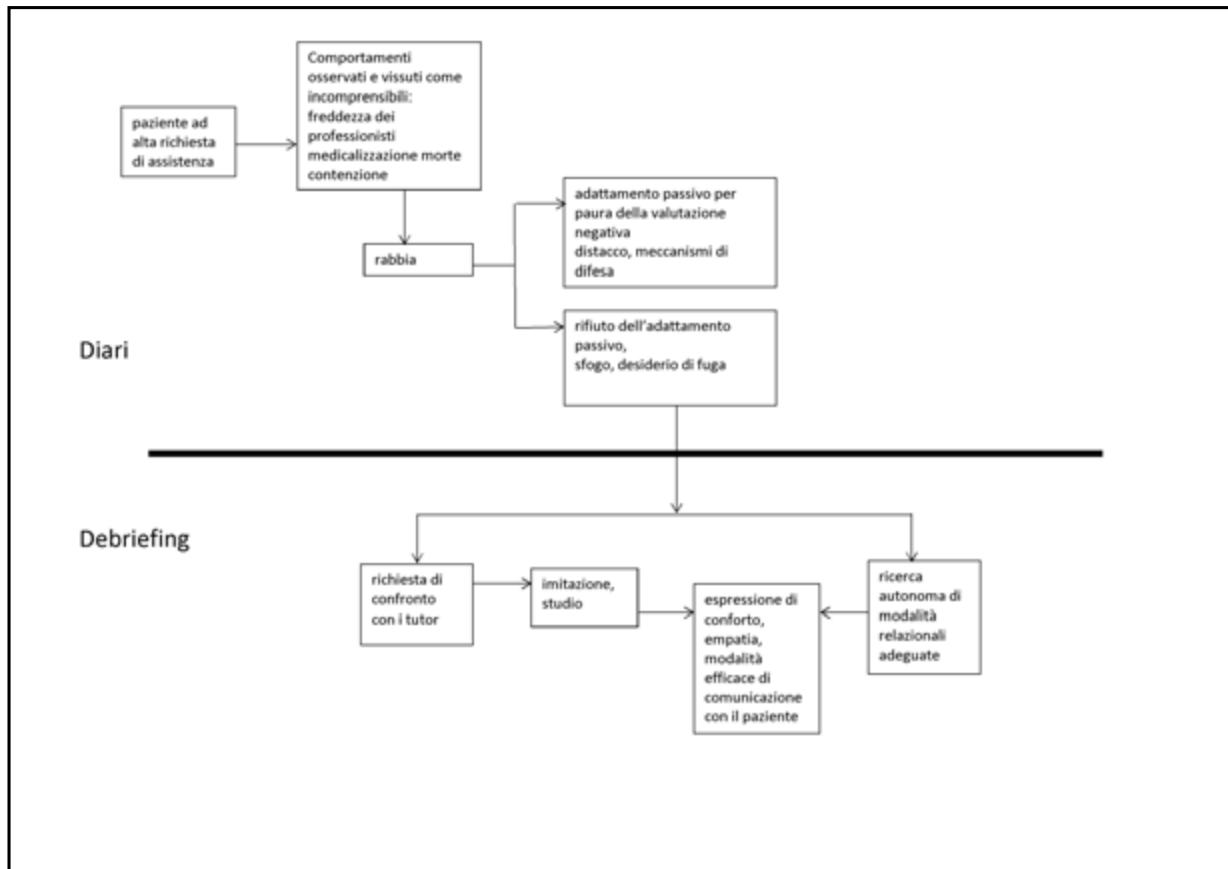 Comportamenti
osservati e vissuti come
incomprensibili:
freddezza dei
professionisti
medicalizzazione morte
contenzione
paziente ad
alta richiesta
di assistenza
adattamento passivo per
paura della valutazione
negativa
distacco, meccanismi di
difesa
rabbia
rifiuto dell'adattamento
passivo,
sfogo, desiderio di fuga
Diari
Debriefing
richiesta di
confronto
con i tutor
imitazione,
studio
espressione di
conforto,
empatia,
modalità
efficace di
comunicazione
con il paziente
ricerca
autonoma di
modalità
relazionali
adeguate